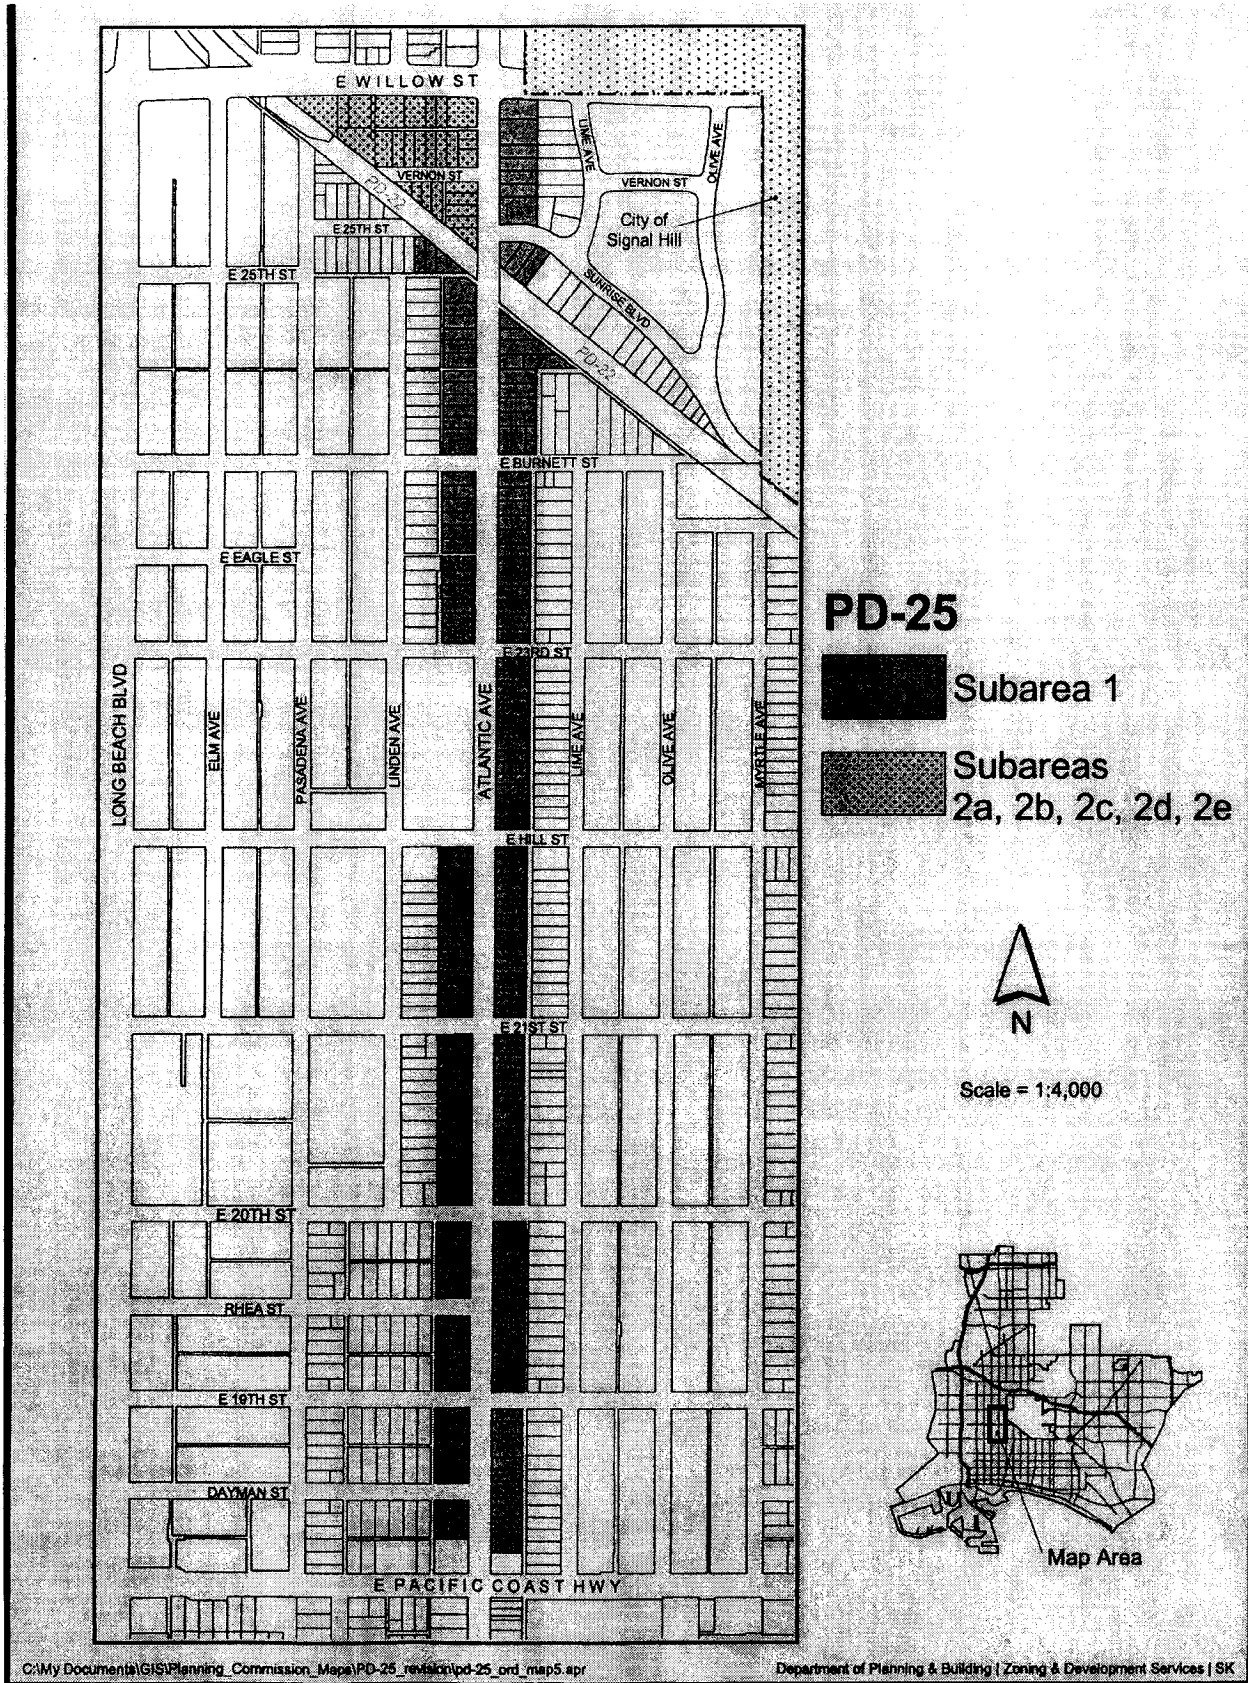 E WILLOW ST
LIME AVE
OLIVE AVE
VERNON ST
VERNON ST
PD-22
City of
Signal Hill
E 25TH ST
E 25TH ST
SUNRISE BLVD
PD-22
E BURNETT ST
E EAGLE ST
PD-25
E 23RD ST
Subarea 1
LONG BEACH BLVD
ELM AVE
PASADENA AVE
LINDEN AVE
ATLANTIC AVE
LIME AVE
OLIVE AVE
MYRTLE AVE
Subareas
2a, 2b, 2c, 2d, 2e
E HILL ST
N
E 21ST ST
Scale = 1:4,000
E 20TH ST
RHEA ST
E 19TH ST
DAYMAN ST
Map Area
E PACIFIC COAST HWY
C:\My Documents\GIS\Planning_Commission_Maps\PD-25_revision\pd-25_ord_map5.apr
Department of Planning & Building | Zoning & Development Services | SK